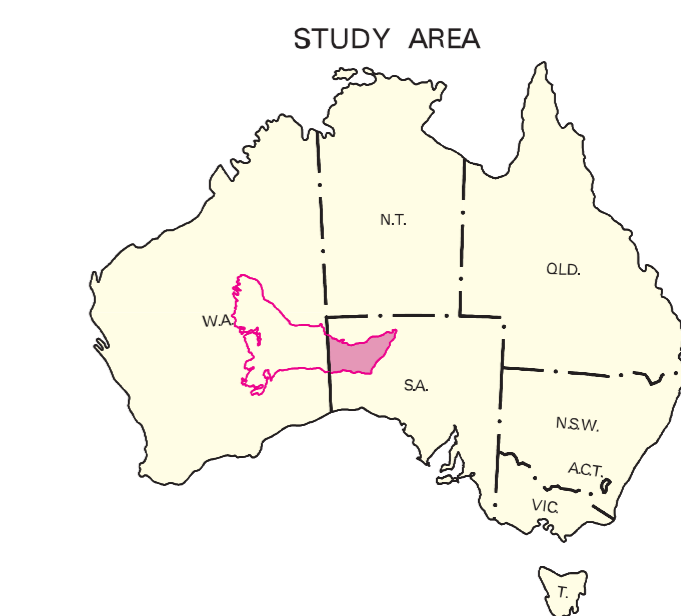 STUDY AREA
N.T.
QLD.
W.A.
S.A.
N.S.W.
A.C.T.
VIC.
T.